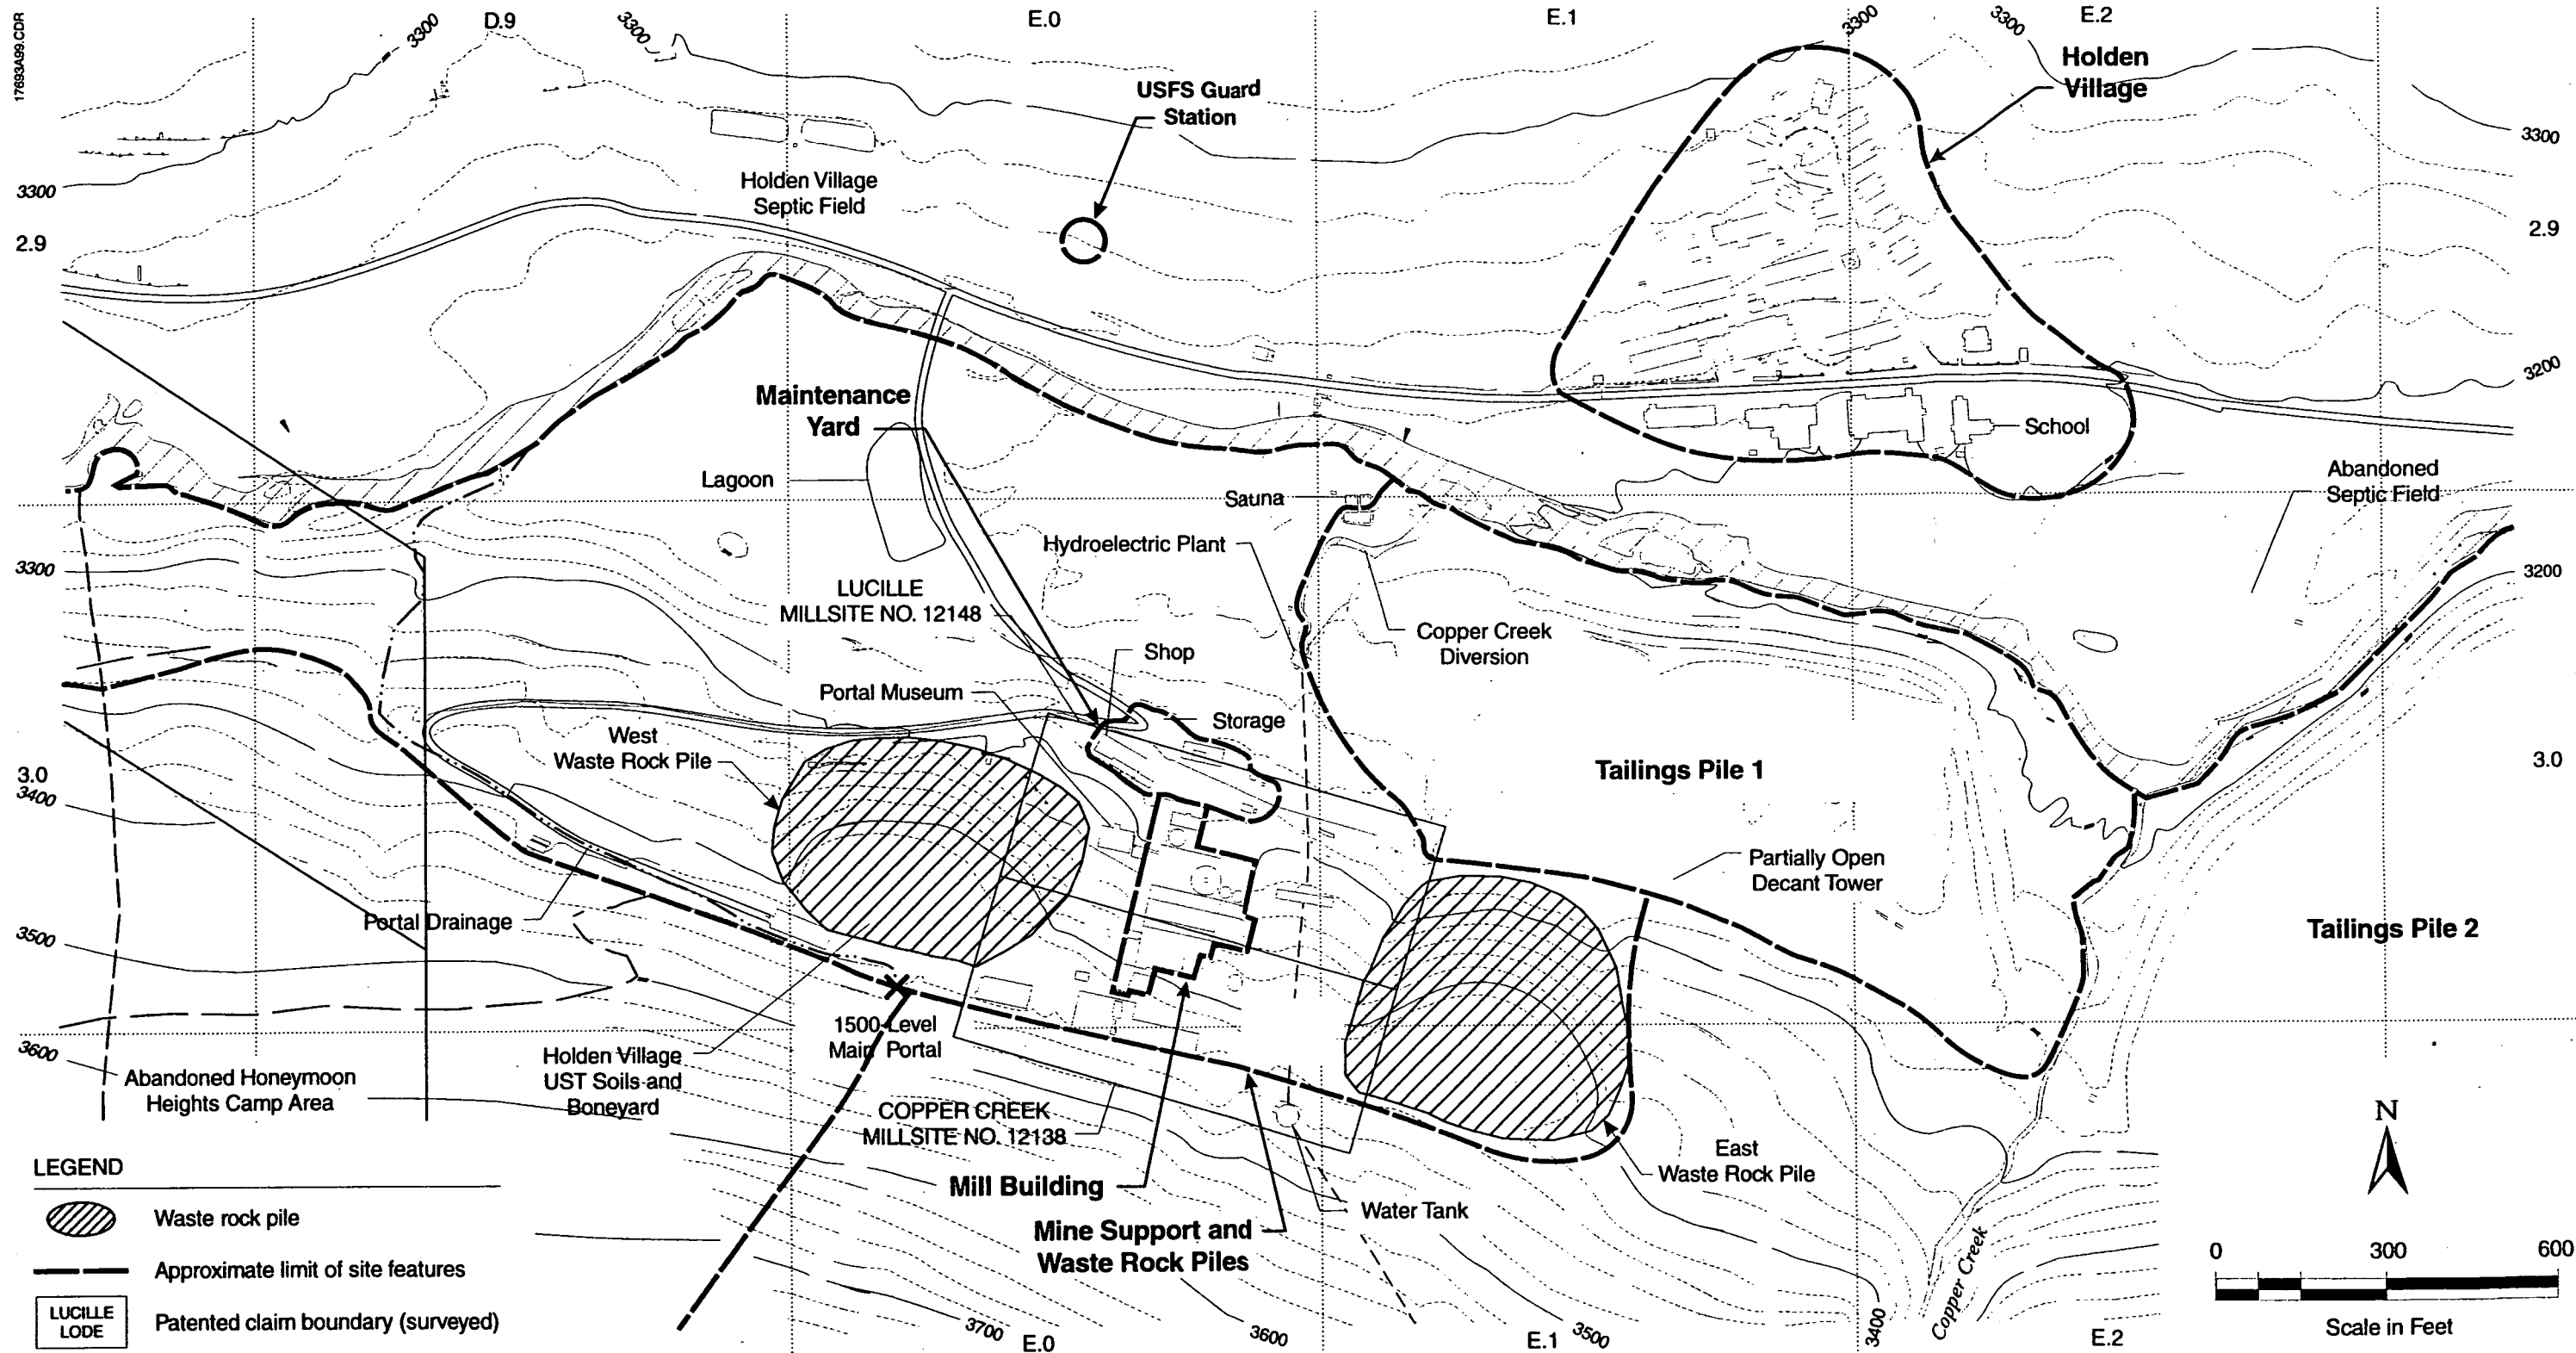 17693A99.CDR
3300
D.9
3300
E.0
E.1
3300
3300
E.2
Holden
Village
USFS Guard
Station
3300
3300
Holden Village
Septic Field
2.9
2.9
3200
Maintenance
Yard
School
Lagoon
Sauna
Abandoned
Septic Field
Hydroelectric Plant
3300
3200
LUCILLE
MILLSITE NO. 12148
Copper Creek
Diversion
Shop
Portal Museum
Storage
West
Waste Rock Pile
3.0
3400
Tailings Pile 1
3.0
Partially Open
Decant Tower
Portal Drainage
3500
Tailings Pile 2
1500 Level
Main Portal
3600
Holden Village
UST Soils and
Boneyard
Abandoned Honeymoon
Heights Camp Area
COPPER CREEK
MILLSITE NO. 12138
N
East
Waste Rock Pile
LEGEND
Mill Building
Water Tank
Waste rock pile
Mine Support and
Waste Rock Piles
Copper Creek
0 300 600
Approximate limit of site features
LUCILLE
LODE
Patented claim boundary (surveyed)
3700
E.0
3600
E.1
3500
3400
E.2
Scale in Feet